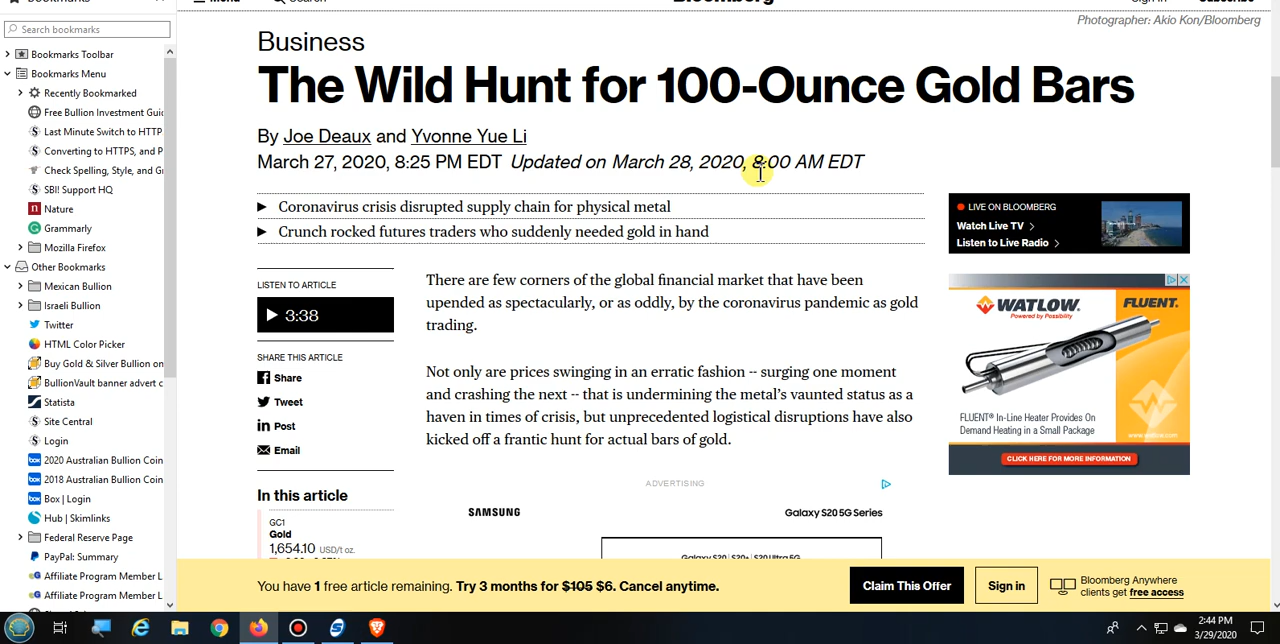 Bookmarks
Menu
Search
Bloomberg
Sign In
Photographer: Akio Kon/Bloomberg
Search bookmarks
Bookmarks Toolbar
Bookmarks Menu
Recently Bookmarked
Free Bullion Investment Guid
Last Minute Switch to HTTP
Converting to HTTPS, and P
Check Spelling, Style, and Gr
SBI! Support HQ
Nature
Grammarly
Mozilla Firefox
Other Bookmarks
Mexican Bullion
Israeli Bullion
Twitter
HTML Color Picker
Buy Gold & Silver Bullion on
BullionVault banner advert c
Statista
Site Central
Login
2020 Australian Bullion Coin
2018 Australian Bullion Coin
Box | Login
Hub | Skimlinks
Federal Reserve Page
PayPal: Summary
Affiliate Program Member L
Affiliate Program Member L
Business
The Wild Hunt for 100-Ounce Gold Bars
By Joe Deaux and Yvonne Yue Li
March 27, 2020, 8:25 PM EDT Updated on March 28, 2020, 8:00 AM EDT
Coronavirus crisis disrupted supply chain for physical metal
Crunch rocked futures traders who suddenly needed gold in hand
LISTEN TO ARTICLE
3:38
SHARE THIS ARTICLE
Share
Tweet
Post
Email
In this article
GC1
Gold
1,654.10 USD/t oz.
There are few corners of the global financial market that have been
upended as spectacularly, or as oddly, by the coronavirus pandemic as gold
trading.
Not only are prices swinging in an erratic fashion -- surging one moment
and crashing the next -- that is undermining the metal's vaunted status as a
haven in times of crisis, but unprecedented logistical disruptions have also
kicked off a frantic hunt for actual bars of gold.
ADVERTISING
SAMSUNG
Galaxy S20 5G Series
Galaxy S20 | S20+ | S20 Ultra 5G
LIVE ON BLOOMBERG
Watch Live TV
Listen to Live Radio
WATLOW.
Powered by Possibility
FLUENT.
FLUENT® In-Line Heater Provides On
Demand Heating in a Small Package
www.watlow.com
CLICK HERE FOR MORE INFORMATION
You have 1 free article remaining. Try 3 months for $105 $6. Cancel anytime.
Claim This Offer
Sign in
Bloomberg Anywhere
clients get free access
2:44 PM
3/29/2020